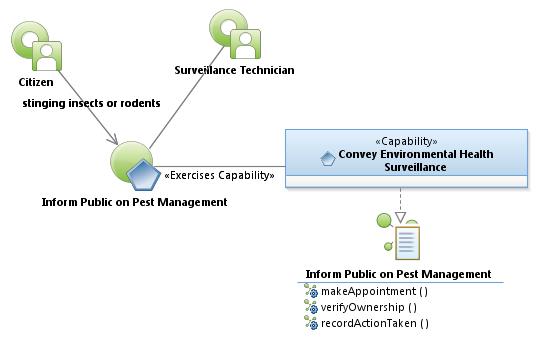 Citizen
Surveillance Technician
stinging insects or rodents
«Capability»
Convey Environmental Health
Surveillance
«Exercises Capability»
Inform Public on Pest Management
Inform Public on Pest Management
makeAppointment ( )
verifyOwnership ( )
recordActionTaken ( )